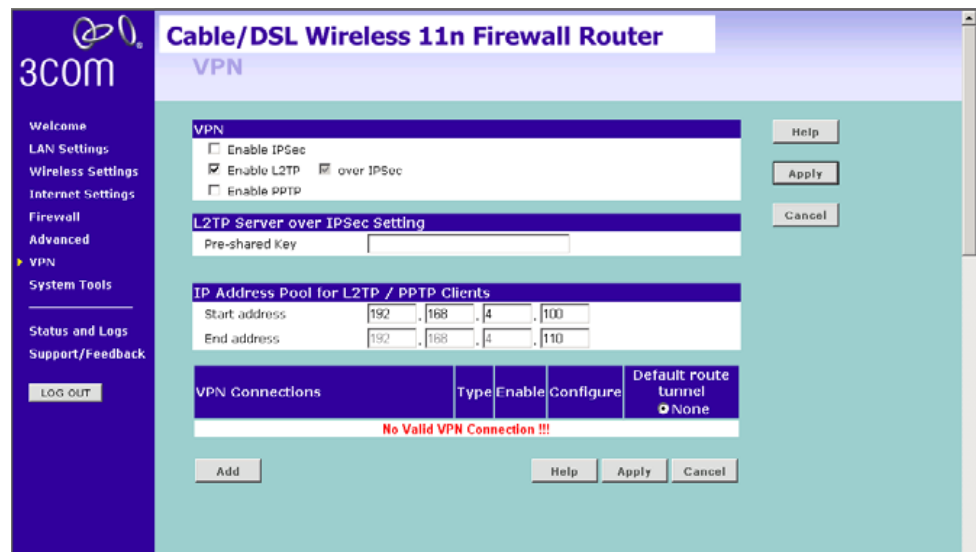 3COM
Cable/DSL Wireless 11n Firewall Router
VPN
Welcome
LAN Settings
Wireless Settings
Internet Settings
Firewall
Advanced
VPN
System Tools
Status and Logs
Support/Feedback
LOG OUT
VPN
Enable IPSec
Enable L2TP over IPSec
Enable PPTP
L2TP Server over IPSec Setting
Pre-shared Key
IP Address Pool for L2TP / PPTP Clients
Start address 192 . 168 . 4 . 100
End address 192 . 168 . 4 . 110
VPN Connections Type Enable Configure Default route tunnel None
No Valid VPN Connection !!!
Add Help Apply Cancel
Help
Apply
Cancel